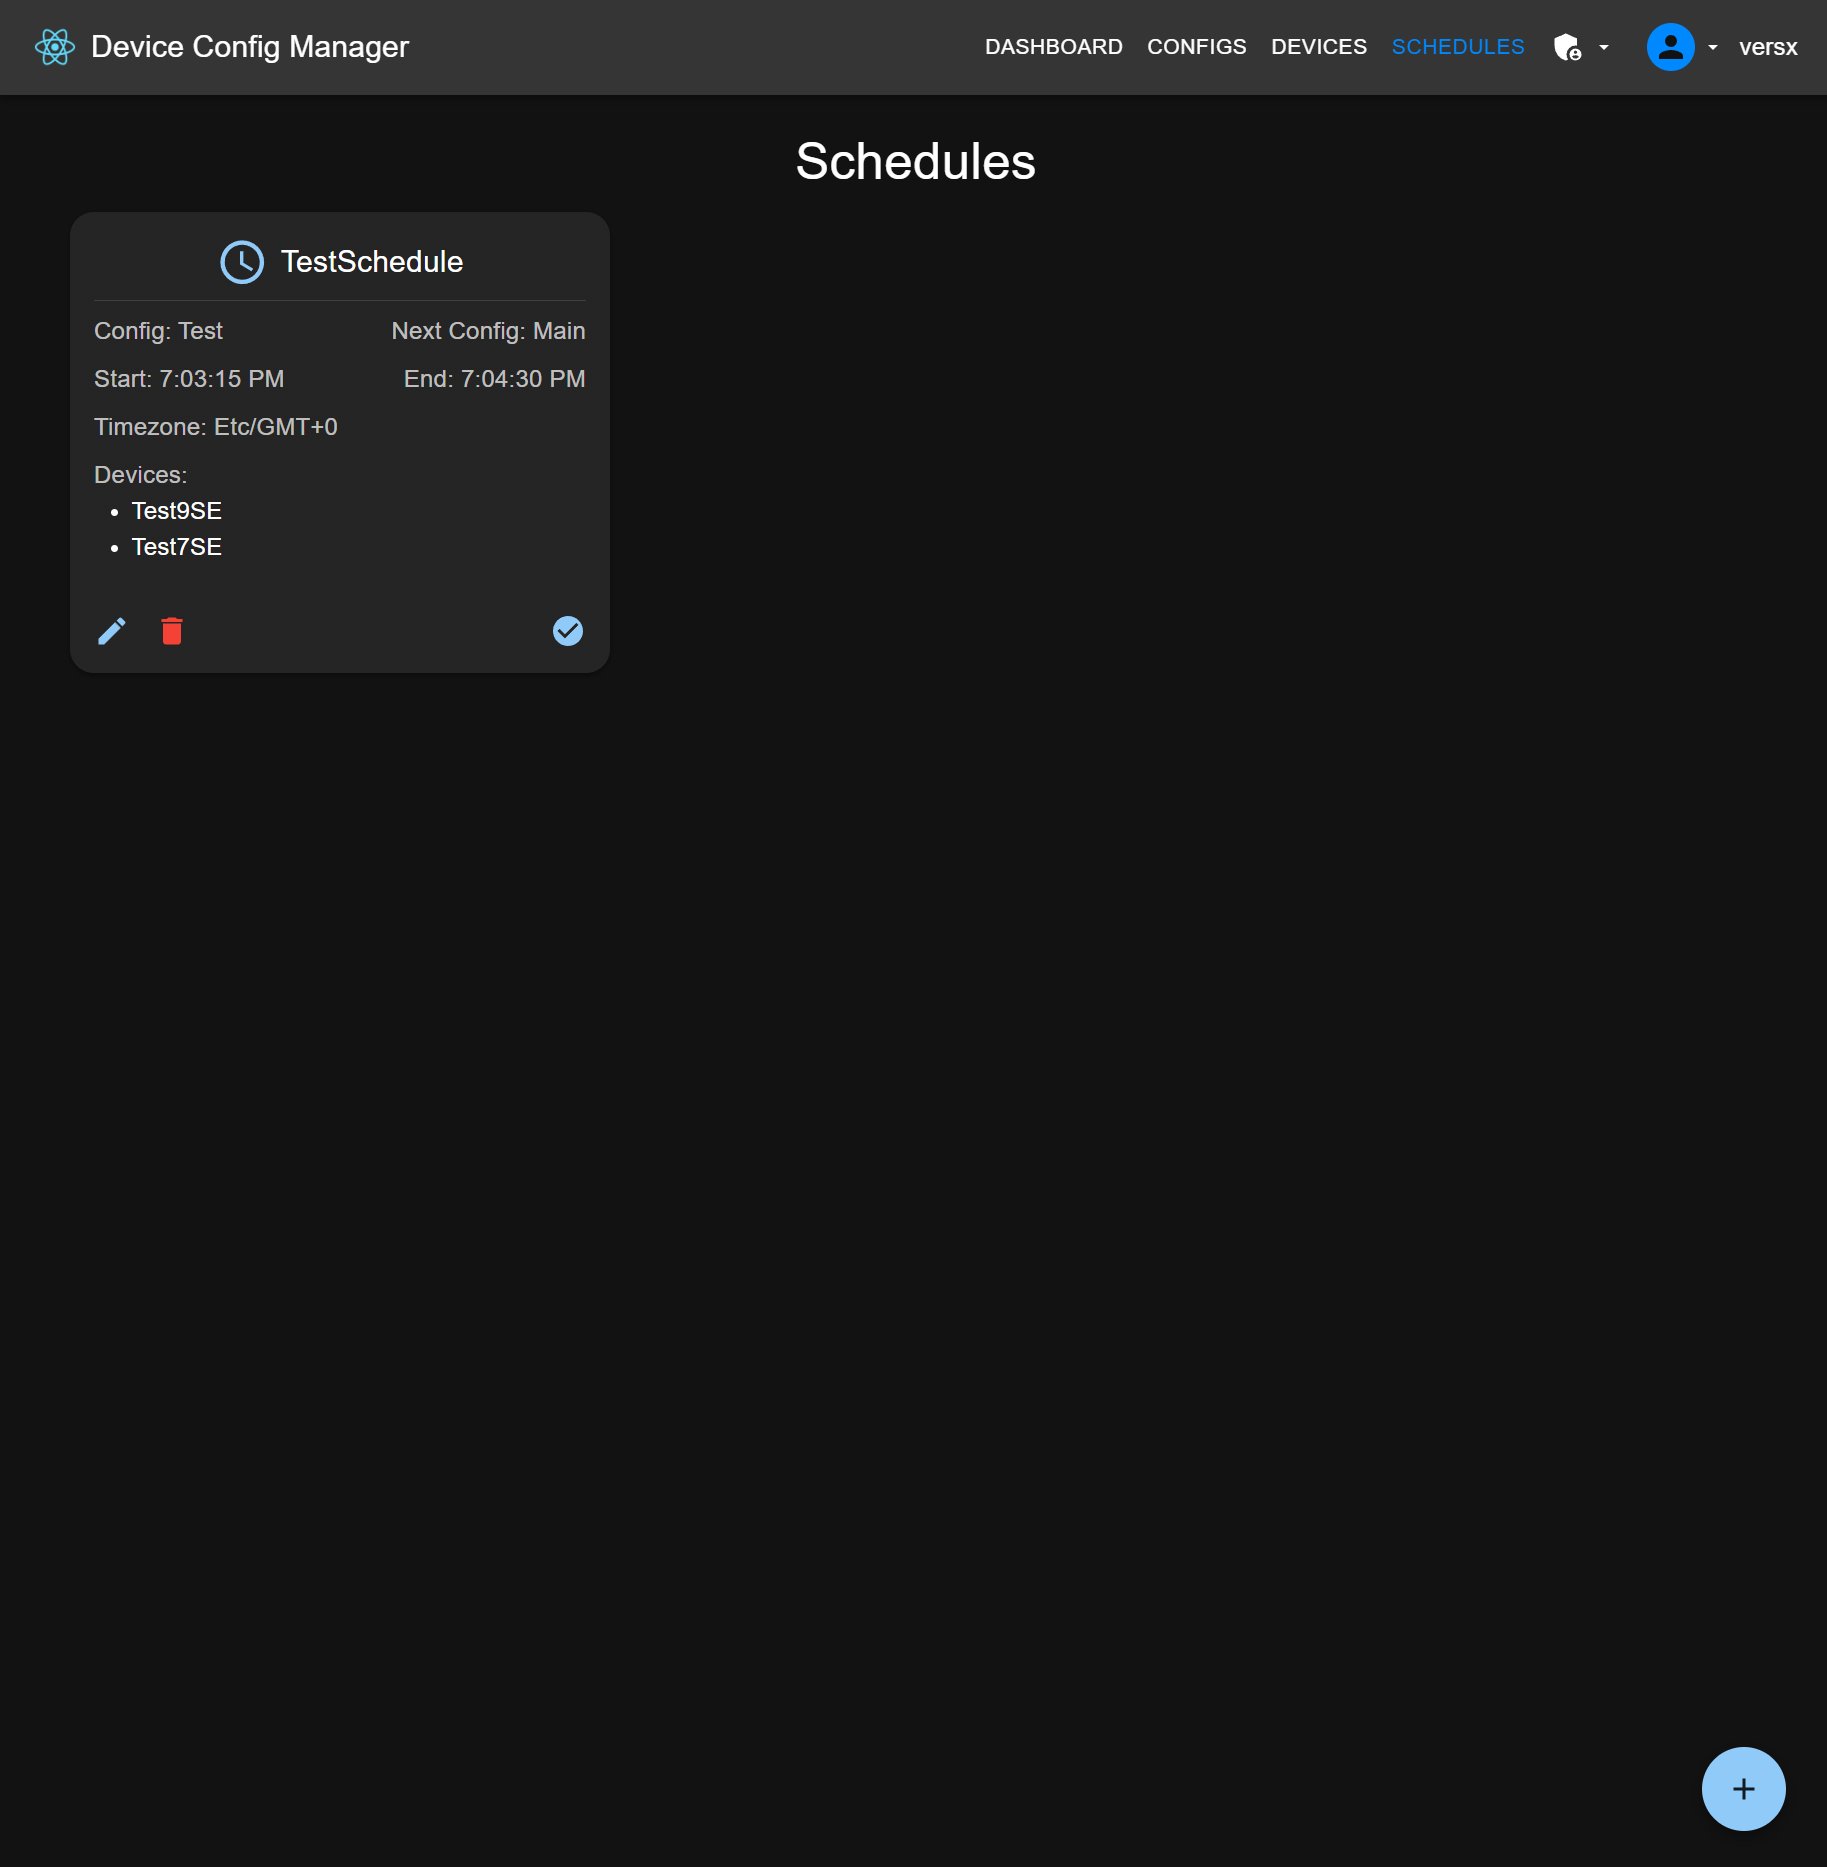 Device Config Manager
DASHBOARD CONFIGS DEVICES SCHEDULES versx
Schedules
TestSchedule
Config: Test Next Config: Main
Start: 7:03:15 PM End: 7:04:30 PM
Timezone: Etc/GMT+0
Devices:
• Test9SE
• Test7SE